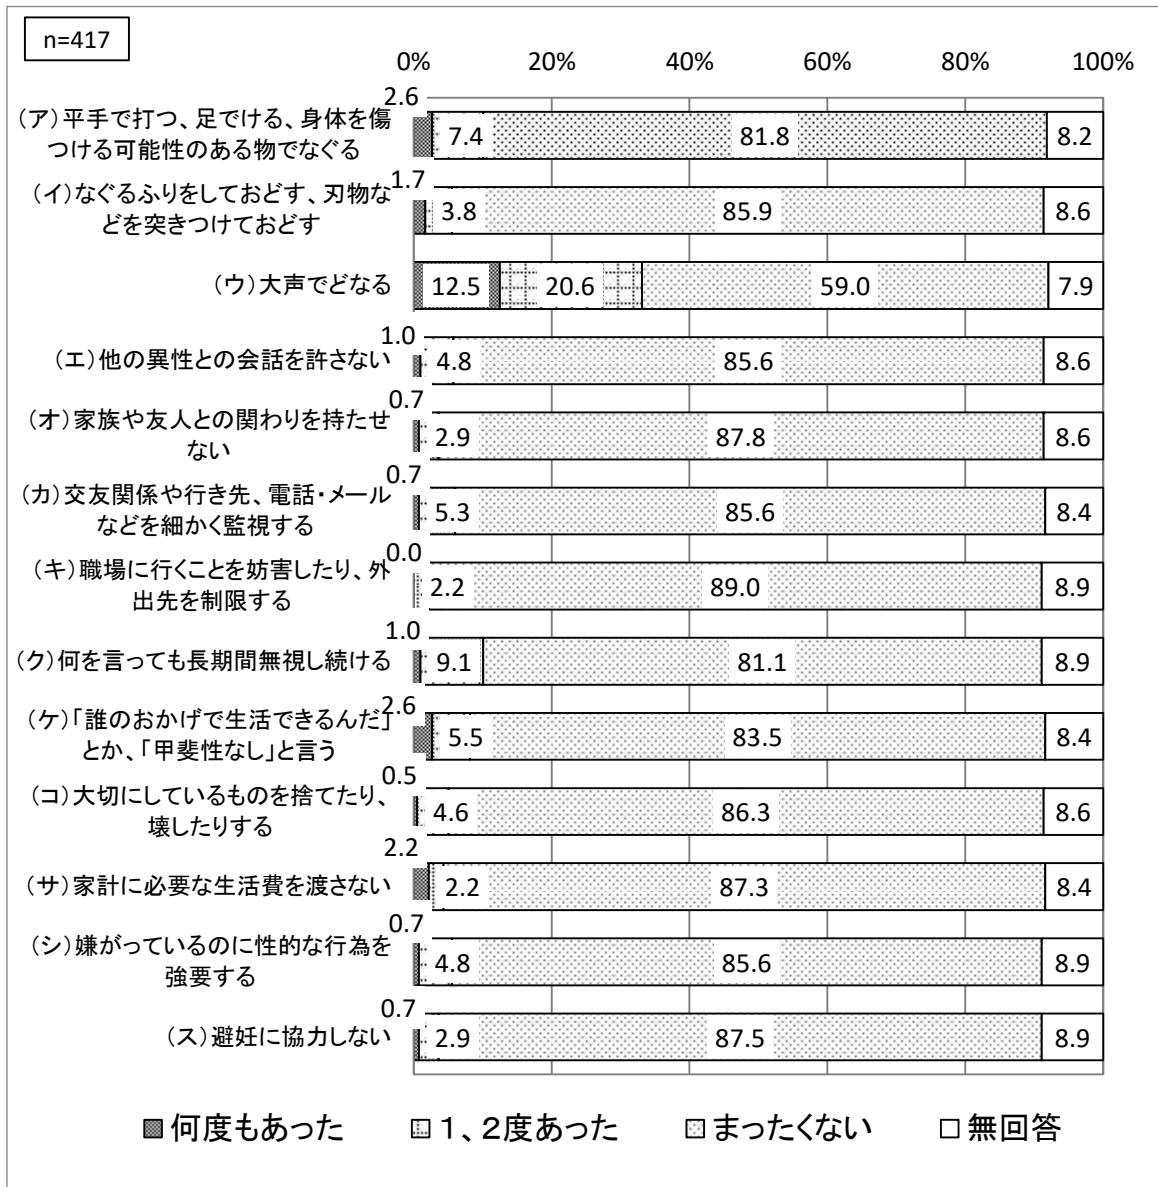 n=417
0% 20% 40% 60% 80% 100%
2.6
(ア)平手で打つ、足でける、身体を傷
つける可能性のある物でなぐる
7.4 81.8 8.2
1.7
(イ)なぐるふりをしておどす、刃物な
どを突きつけておどす
3.8 85.9 8.6
(ウ)大声でどなる
12.5 20.6 59.0 7.9
1.0
(エ)他の異性との会話を許さない
4.8 85.6 8.6
0.7
(オ)家族や友人との関わりを持たせ
ない
2.9 87.8 8.6
0.7
(カ)交友関係や行き先、電話・メール
などを細かく監視する
5.3 85.6 8.4
0.0
(キ)職場に行くことを妨害したり、外
出先を制限する
2.2 89.0 8.9
1.0
(ク)何を言っても長期間無視し続ける
9.1 81.1 8.9
2.6
(ケ)「誰のおかげで生活できるんだ」
とか、「甲斐性なし」と言う
5.5 83.5 8.4
0.5
(コ)大切にしているものを捨てたり、
壊したりする
4.6 86.3 8.6
2.2
(サ)家計に必要な生活費を渡さない
2.2 87.3 8.4
0.7
(シ)嫌がっているのに性的な行為を
強要する
4.8 85.6 8.9
0.7
(ス)避妊に協力しない
2.9 87.5 8.9
何度もあった 1、2度あった まったくない 無回答